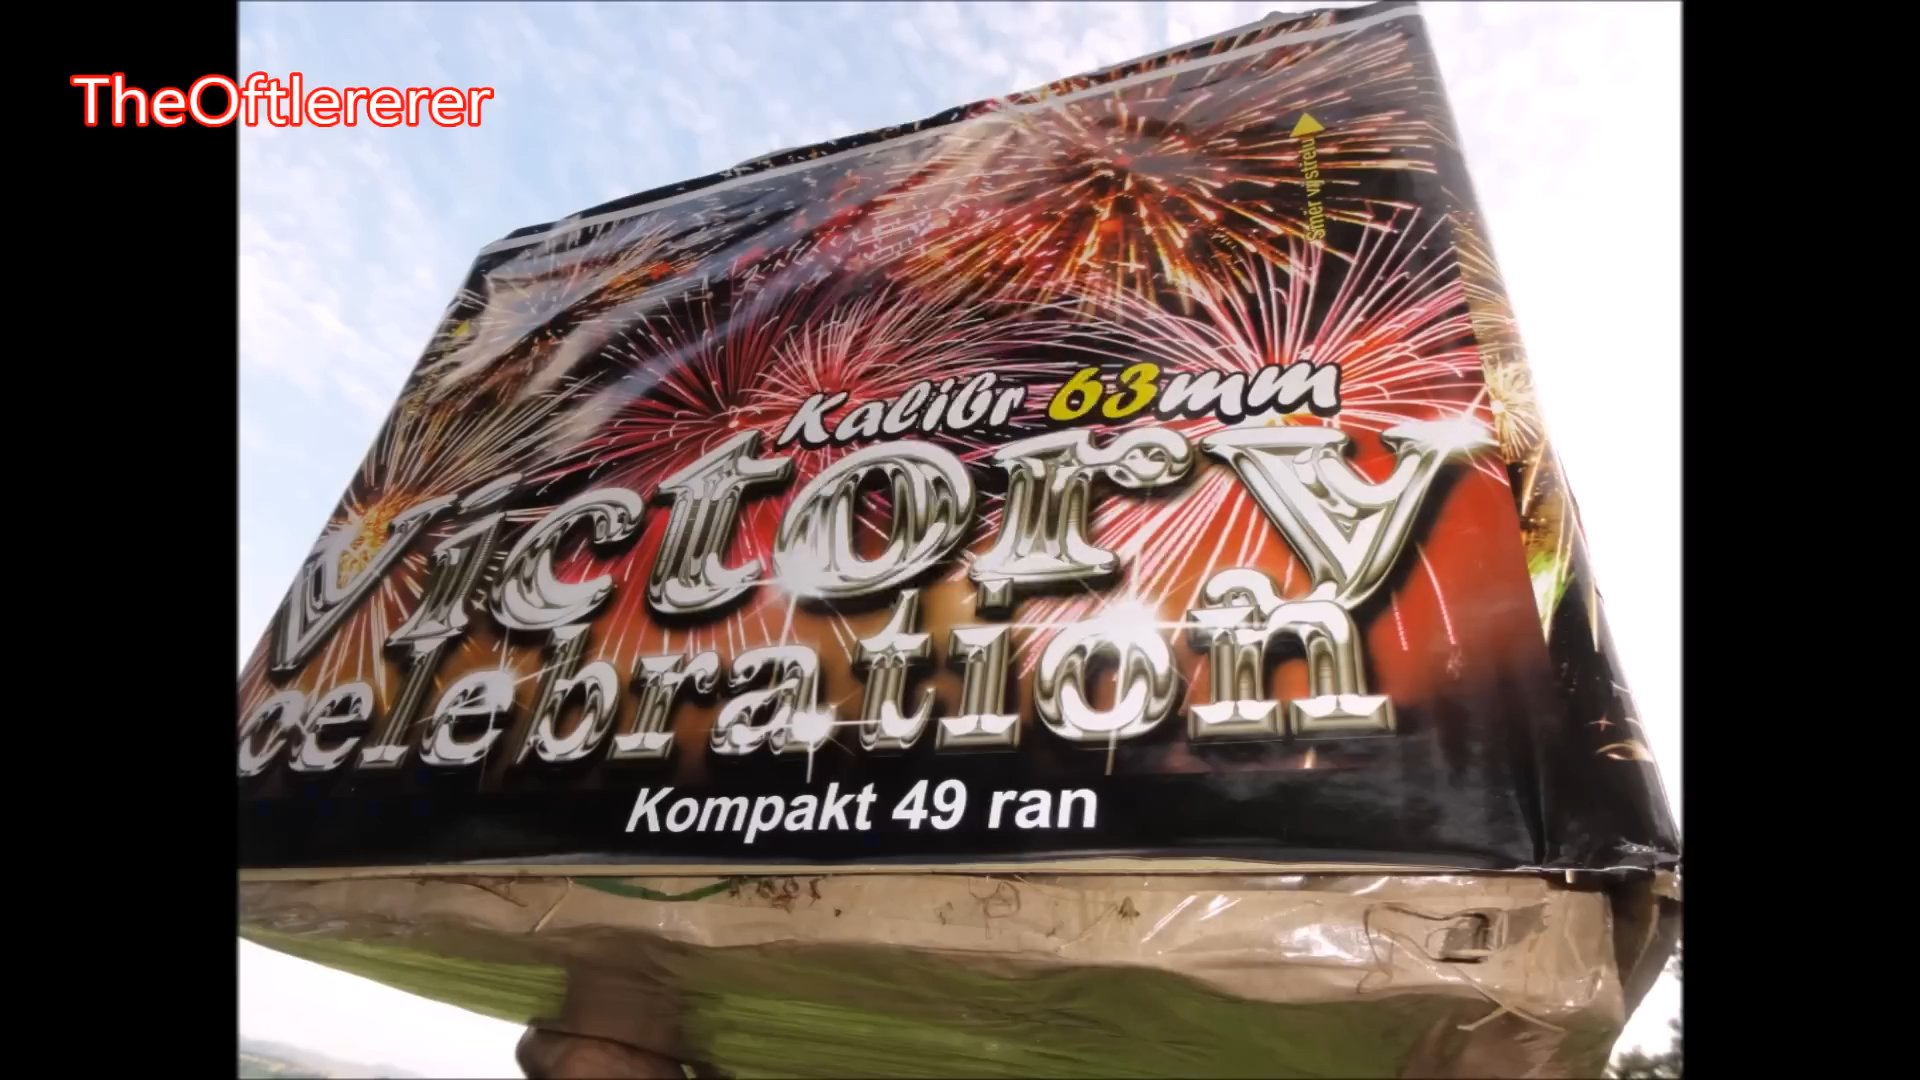 TheOftlererer
Směr výstřelu
Kalibr 63mm
Victory
celebration
Kompakt 49 ran